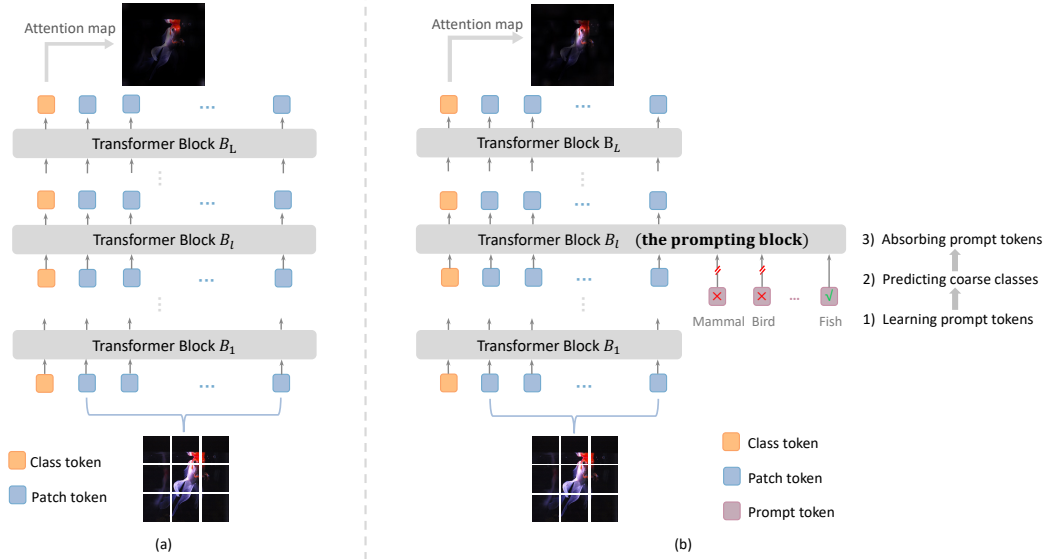 Attention map
...
Transformer Block B_L
Transformer Block B_l
...
...
Transformer Block B_1
...
Class token
Patch token
(a)
Attention map
...
Transformer Block B_L
...
Transformer Block B_l (the prompting block)
...
Mammal Bird ... Fish
3) Absorbing prompt tokens
2) Predicting coarse classes
1) Learning prompt tokens
Transformer Block B_1
...
Class token
Patch token
Prompt token
(b)